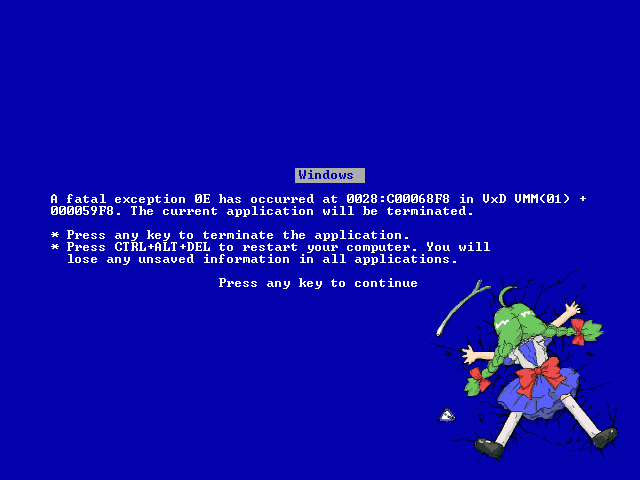 Windows
A fatal exception 0E has occurred at 0028:C00068F8 in VxD VMM(01) +
000059F8. The current application will be terminated.
* Press any key to terminate the application.
* Press CTRL+ALT+DEL to restart your computer. You will
lose any unsaved information in all applications.
Press any key to continue